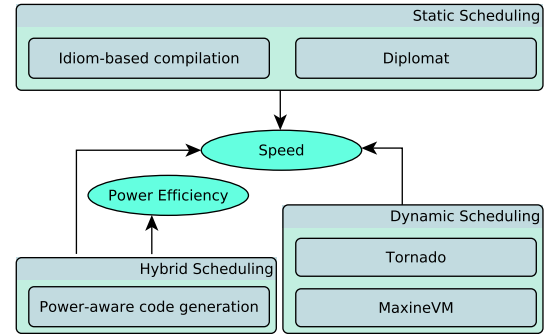 Static Scheduling
Idiom-based compilation
Diplomat
Speed
Power Efficiency
Dynamic Scheduling
Tornado
MaxineVM
Hybrid Scheduling
Power-aware code generation